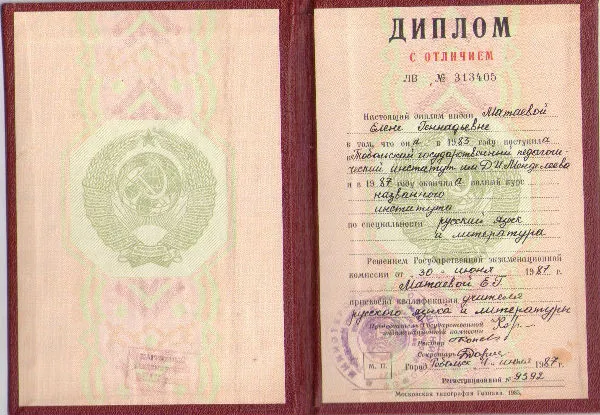 ДИПЛОМ
С ОТЛИЧИЕМ
ЛВ № 313405
Настоящий диплом выдан Матаевой
Елене Геннадьевне
в том, что она в 1983 году поступила
в Тобольский государственный педагоги-
ческий институт им. Д.И. Менделеева
и в 1987 году окончила полный курс
названного
института
по специальности русский язык
и литература
Решением Государственной экзаменационной
комиссии от 30 июня 1987 г.
Матаевой Е.Г.
присвоена квалификация учителя
русского языка и литературы
Председатель Государственной
экзаменационной комиссии
Ректор
Секретарь
М. П. Город Тобольск 1 июля 1987 г.
Регистрационный № 9592
Московская типография Гознака. 1985.